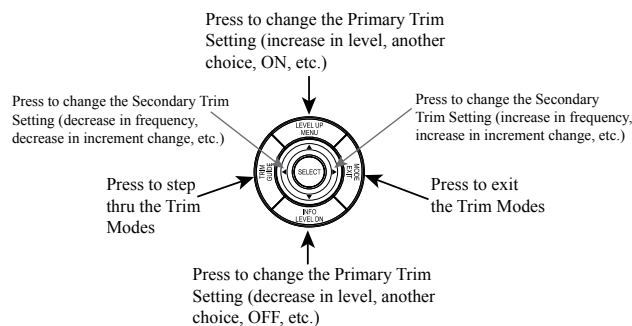 Press to change the Primary Trim
Setting (increase in level, another
choice, ON, etc.)
Press to change the Secondary Trim
Setting (decrease in frequency,
decrease in increment change, etc.)
Press to change the Secondary
Trim Setting (increase in frequency,
increase in increment change, etc.)
LEVEL UP
MENU
TRIM
GUIDE
SELECT
MODE
EXIT
INFO
LEVEL DN
Press to step
thru the Trim
Modes
Press to exit
the Trim Modes
Press to change the Primary Trim
Setting (decrease in level, another
choice, OFF, etc.)